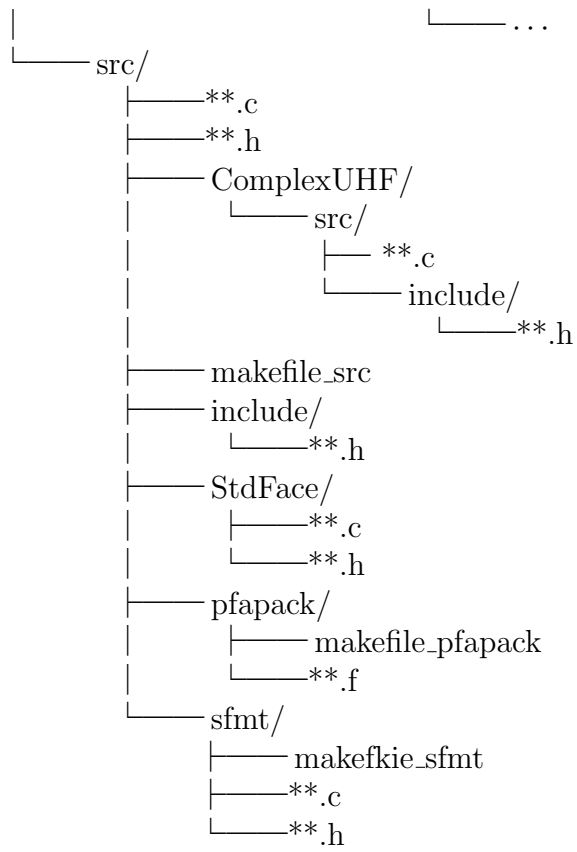 ...
src/
**.c
**.h
ComplexUHF/
src/
**.c
include/
**.h
makefile_src
include/
**.h
StdFace/
**.c
**.h
pfapack/
makefile_pfapack
**.f
sfmt/
makefkie_sfmt
**.c
**.h